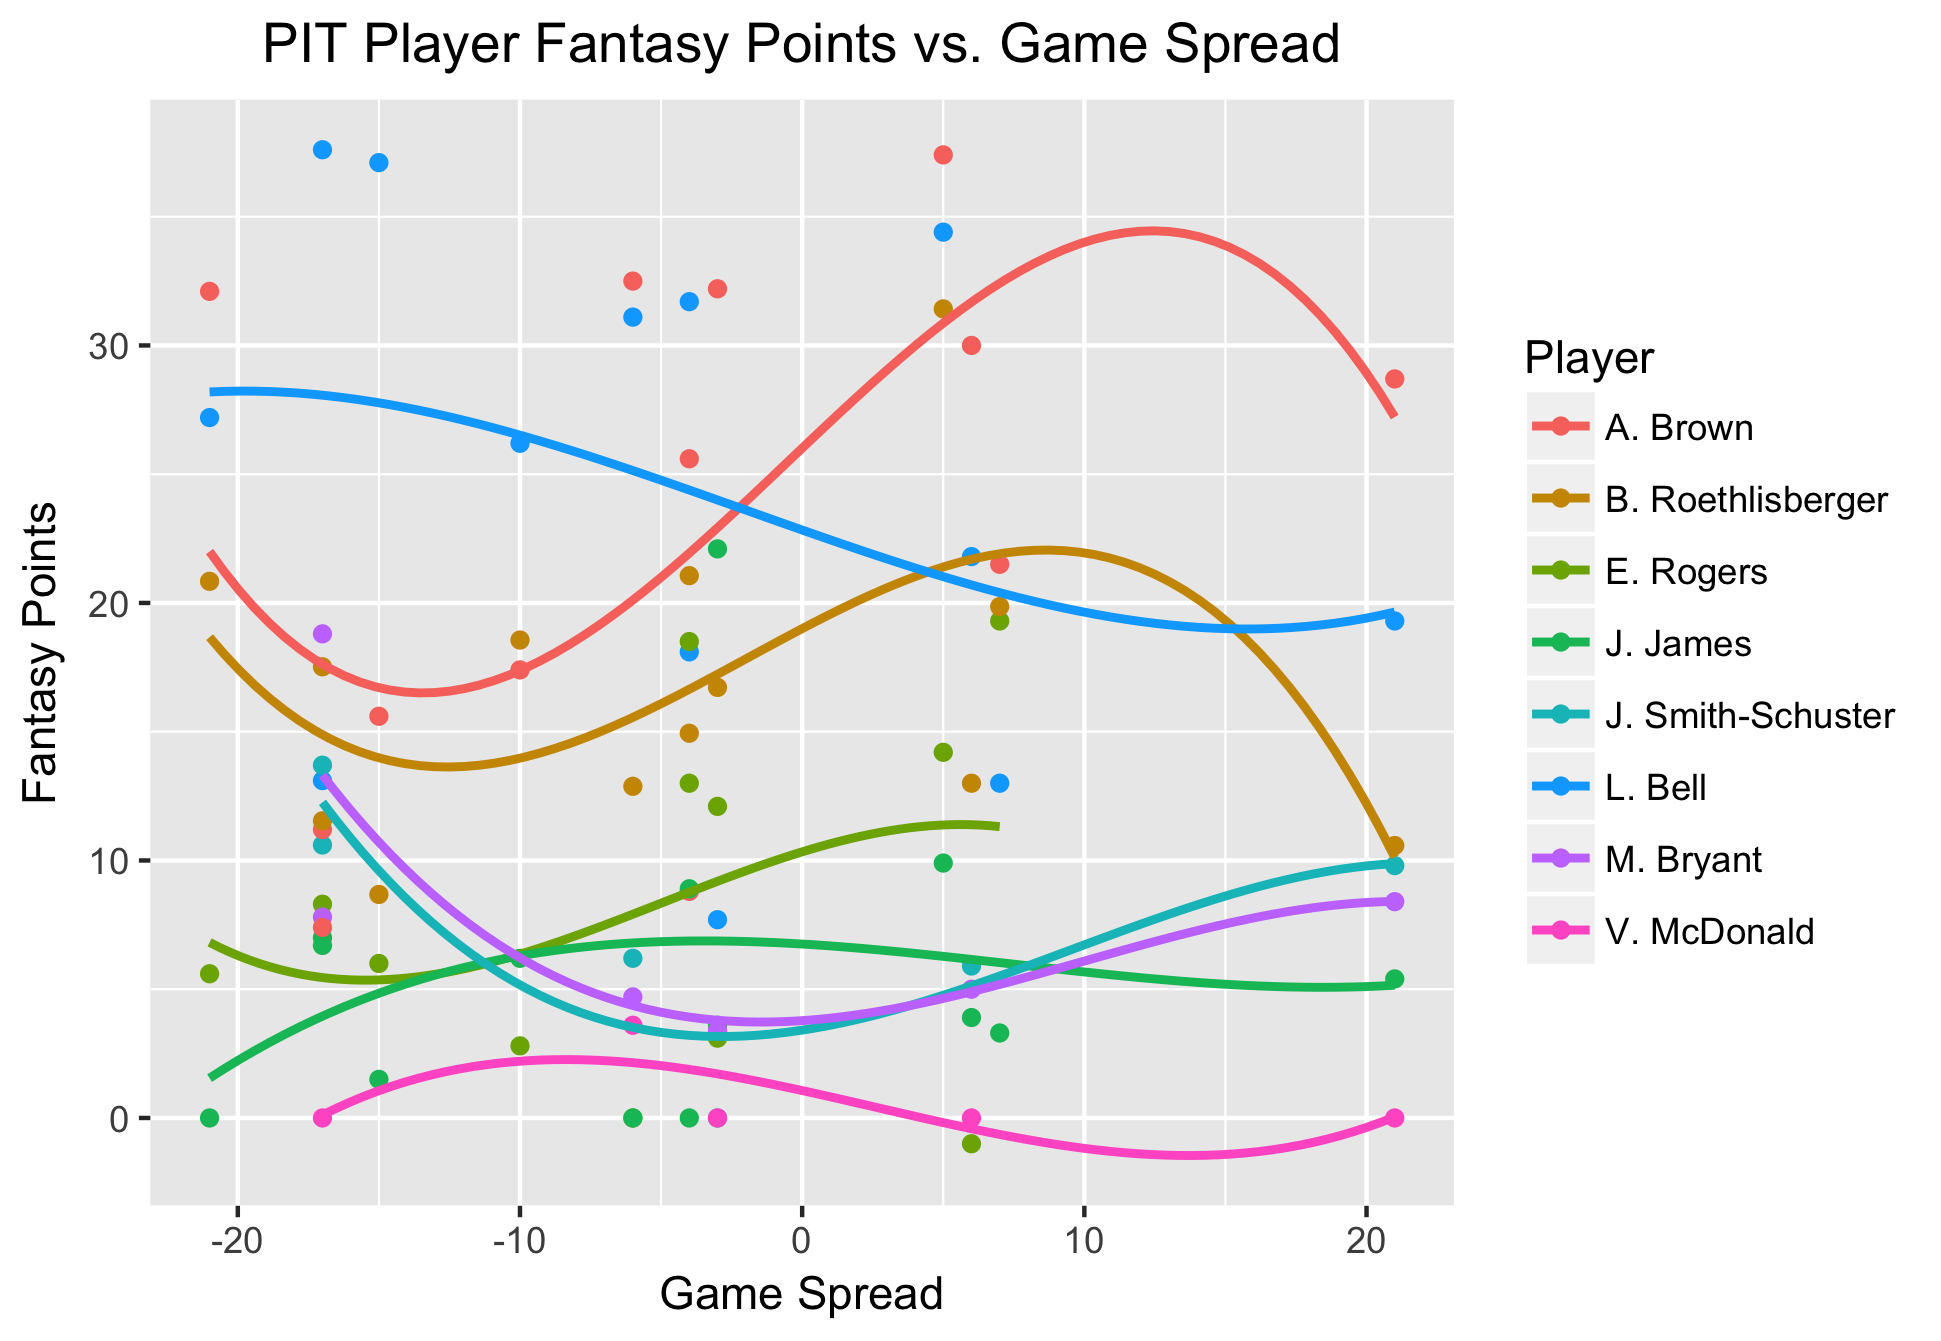 PIT Player Fantasy Points vs. Game Spread
Fantasy Points
30
20
10
0
-20
-10
0
10
20
Game Spread
Player
A. Brown
B. Roethlisberger
E. Rogers
J. James
J. Smith-Schuster
L. Bell
M. Bryant
V. McDonald